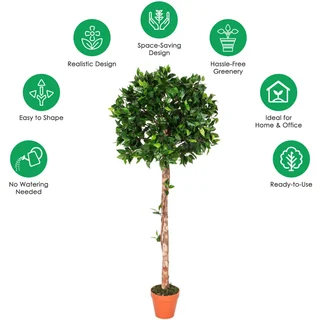 Realistic Design
Space-Saving
Design
Hassle-Free
Greenery
Easy to Shape
Ideal for
Home & Office
No Watering
Needed
Ready-to-Use